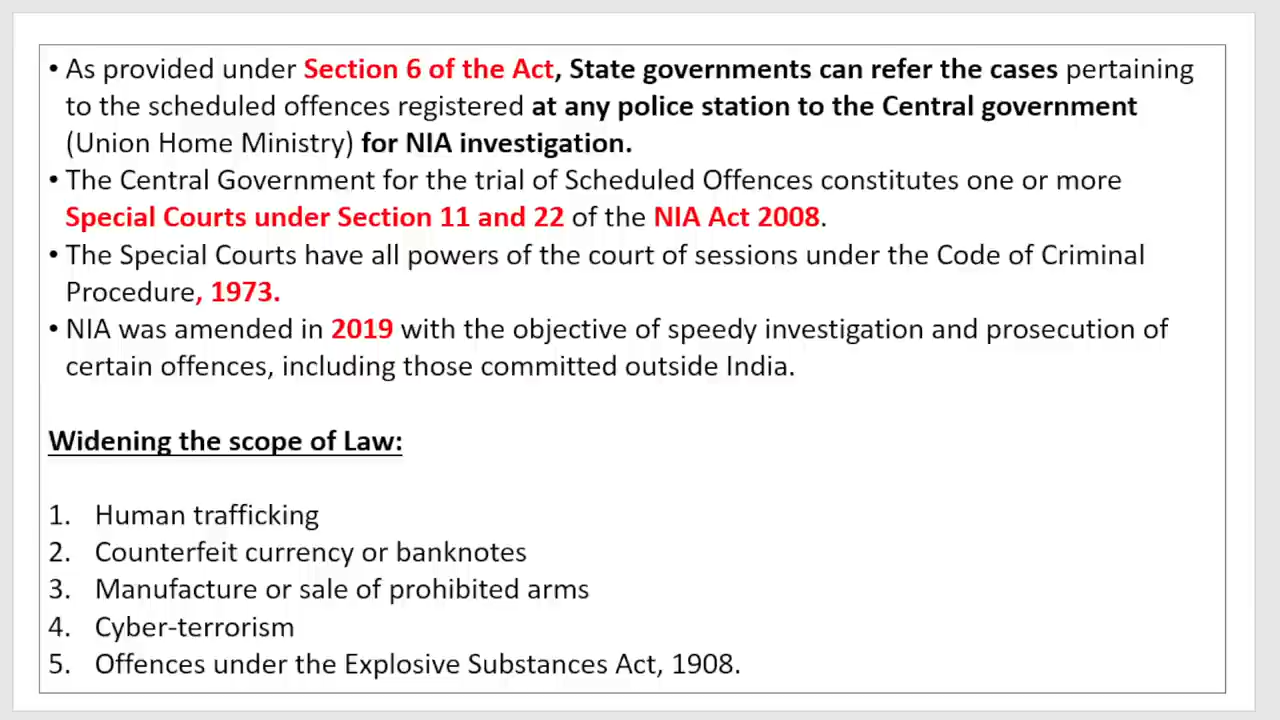 • As provided under Section 6 of the Act, State governments can refer the cases pertaining
to the scheduled offences registered at any police station to the Central government
(Union Home Ministry) for NIA investigation.
• The Central Government for the trial of Scheduled Offences constitutes one or more
Special Courts under Section 11 and 22 of the NIA Act 2008.
• The Special Courts have all powers of the court of sessions under the Code of Criminal
Procedure, 1973.
• NIA was amended in 2019 with the objective of speedy investigation and prosecution of
certain offences, including those committed outside India.
Widening the scope of Law:
1. Human trafficking
2. Counterfeit currency or banknotes
3. Manufacture or sale of prohibited arms
4. Cyber-terrorism
5. Offences under the Explosive Substances Act, 1908.